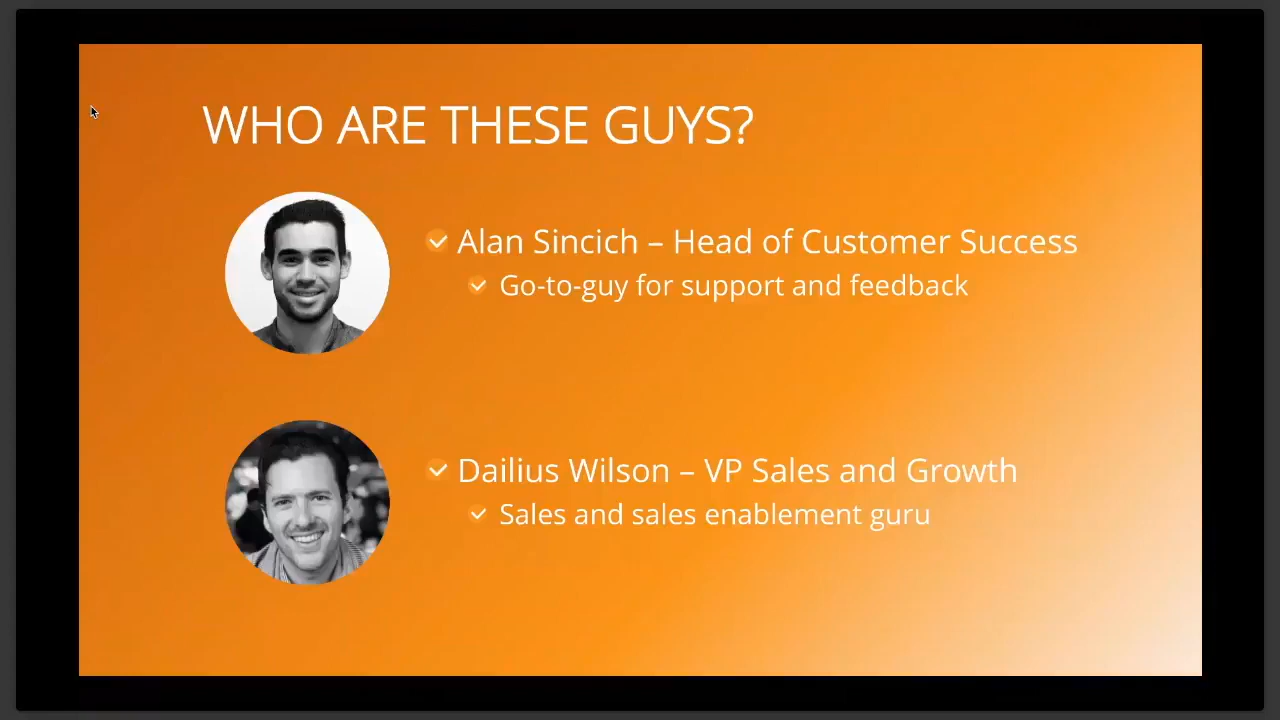 WHO ARE THESE GUYS?
Alan Sincich – Head of Customer Success
Go-to-guy for support and feedback
Dailius Wilson – VP Sales and Growth
Sales and sales enablement guru